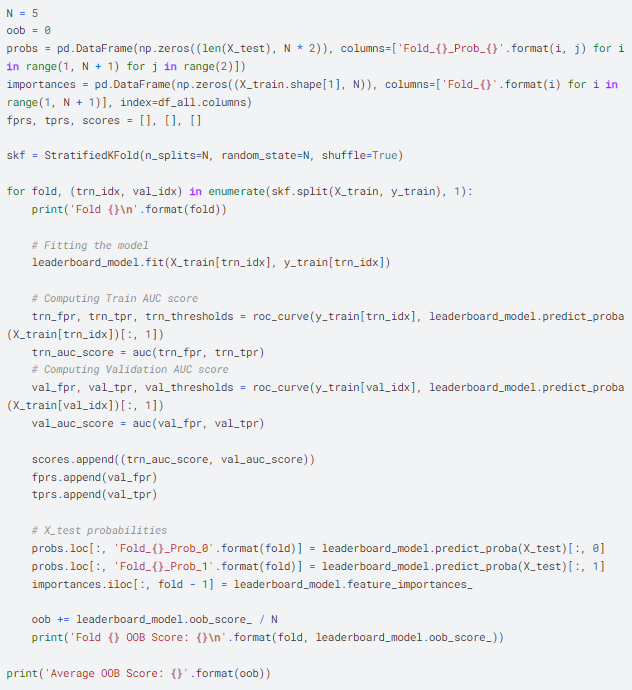 N = 5
oob = 0
probs = pd.DataFrame(np.zeros((len(X_test), N * 2)), columns=['Fold_{}_Prob_{}'.format(i, j) for i
in range(1, N + 1) for j in range(2)])
importances = pd.DataFrame(np.zeros((X_train.shape[1], N)), columns=['Fold_{}'.format(i) for i in
range(1, N + 1)], index=df_all.columns)
fprs, tprs, scores = [], [], []

skf = StratifiedKFold(n_splits=N, random_state=N, shuffle=True)

for fold, (trn_idx, val_idx) in enumerate(skf.split(X_train, y_train), 1):
    print('Fold {}\n'.format(fold))

    # Fitting the model
    leaderboard_model.fit(X_train[trn_idx], y_train[trn_idx])

    # Computing Train AUC score
    trn_fpr, trn_tpr, trn_thresholds = roc_curve(y_train[trn_idx], leaderboard_model.predict_proba
(X_train[trn_idx])[:, 1])
    trn_auc_score = auc(trn_fpr, trn_tpr)
    # Computing Validation AUC score
    val_fpr, val_tpr, val_thresholds = roc_curve(y_train[val_idx], leaderboard_model.predict_proba
(X_train[val_idx])[:, 1])
    val_auc_score = auc(val_fpr, val_tpr)

    scores.append((trn_auc_score, val_auc_score))
    fprs.append(val_fpr)
    tprs.append(val_tpr)

    # X_test probabilities
    probs.loc[:, 'Fold_{}_Prob_0'.format(fold)] = leaderboard_model.predict_proba(X_test)[:, 0]
    probs.loc[:, 'Fold_{}_Prob_1'.format(fold)] = leaderboard_model.predict_proba(X_test)[:, 1]
    importances.iloc[:, fold - 1] = leaderboard_model.feature_importances_

    oob += leaderboard_model.oob_score_ / N
    print('Fold {} OOB Score: {}\n'.format(fold, leaderboard_model.oob_score_))

print('Average OOB Score: {}'.format(oob))